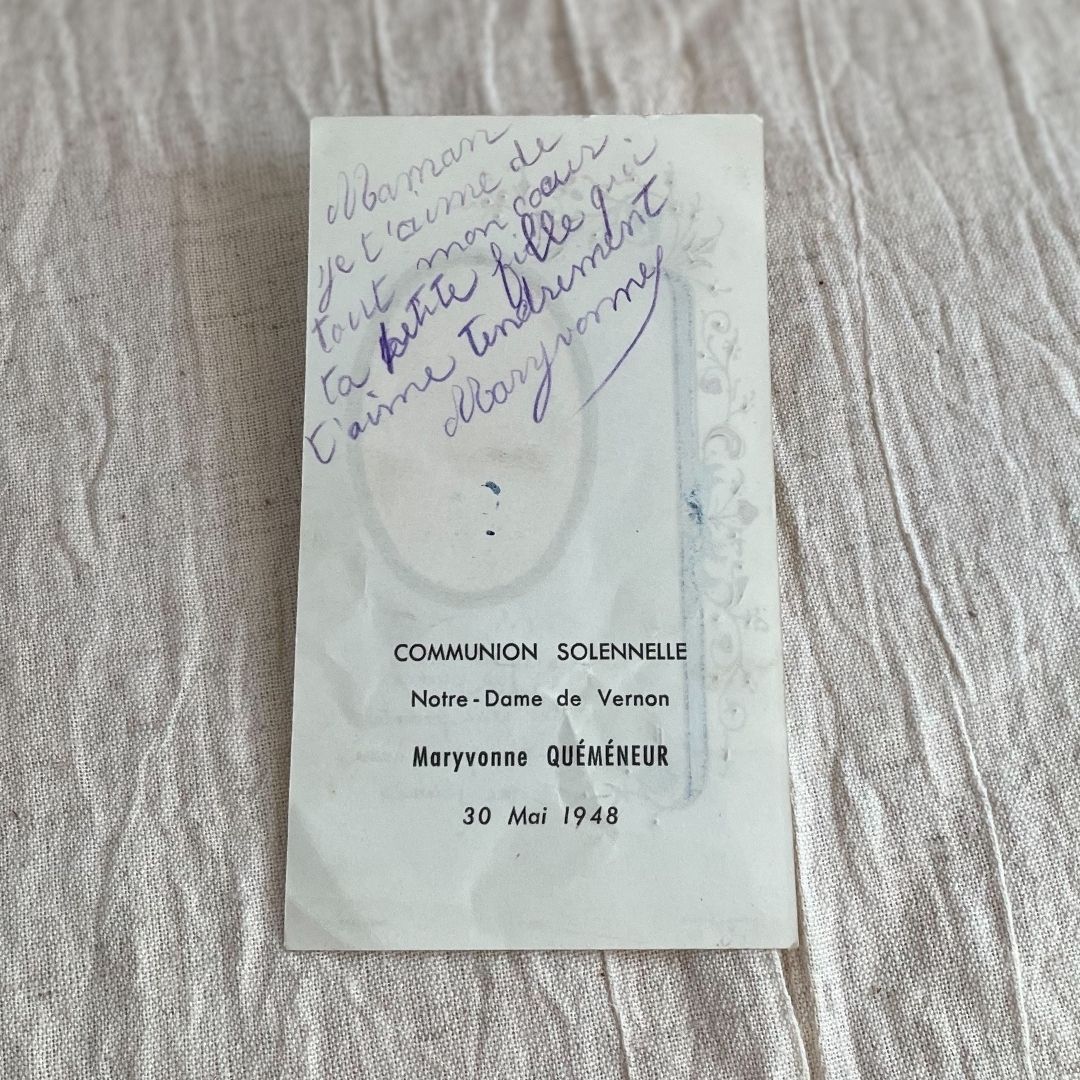 Maman
je t'aime de
tout mon coeur
ta petite fille qui
t'aime tendrement
Maryvonne
COMMUNION SOLENNELLE
Notre-Dame de Vernon
Maryvonne QUÉMÉNEUR
30 Mai 1948